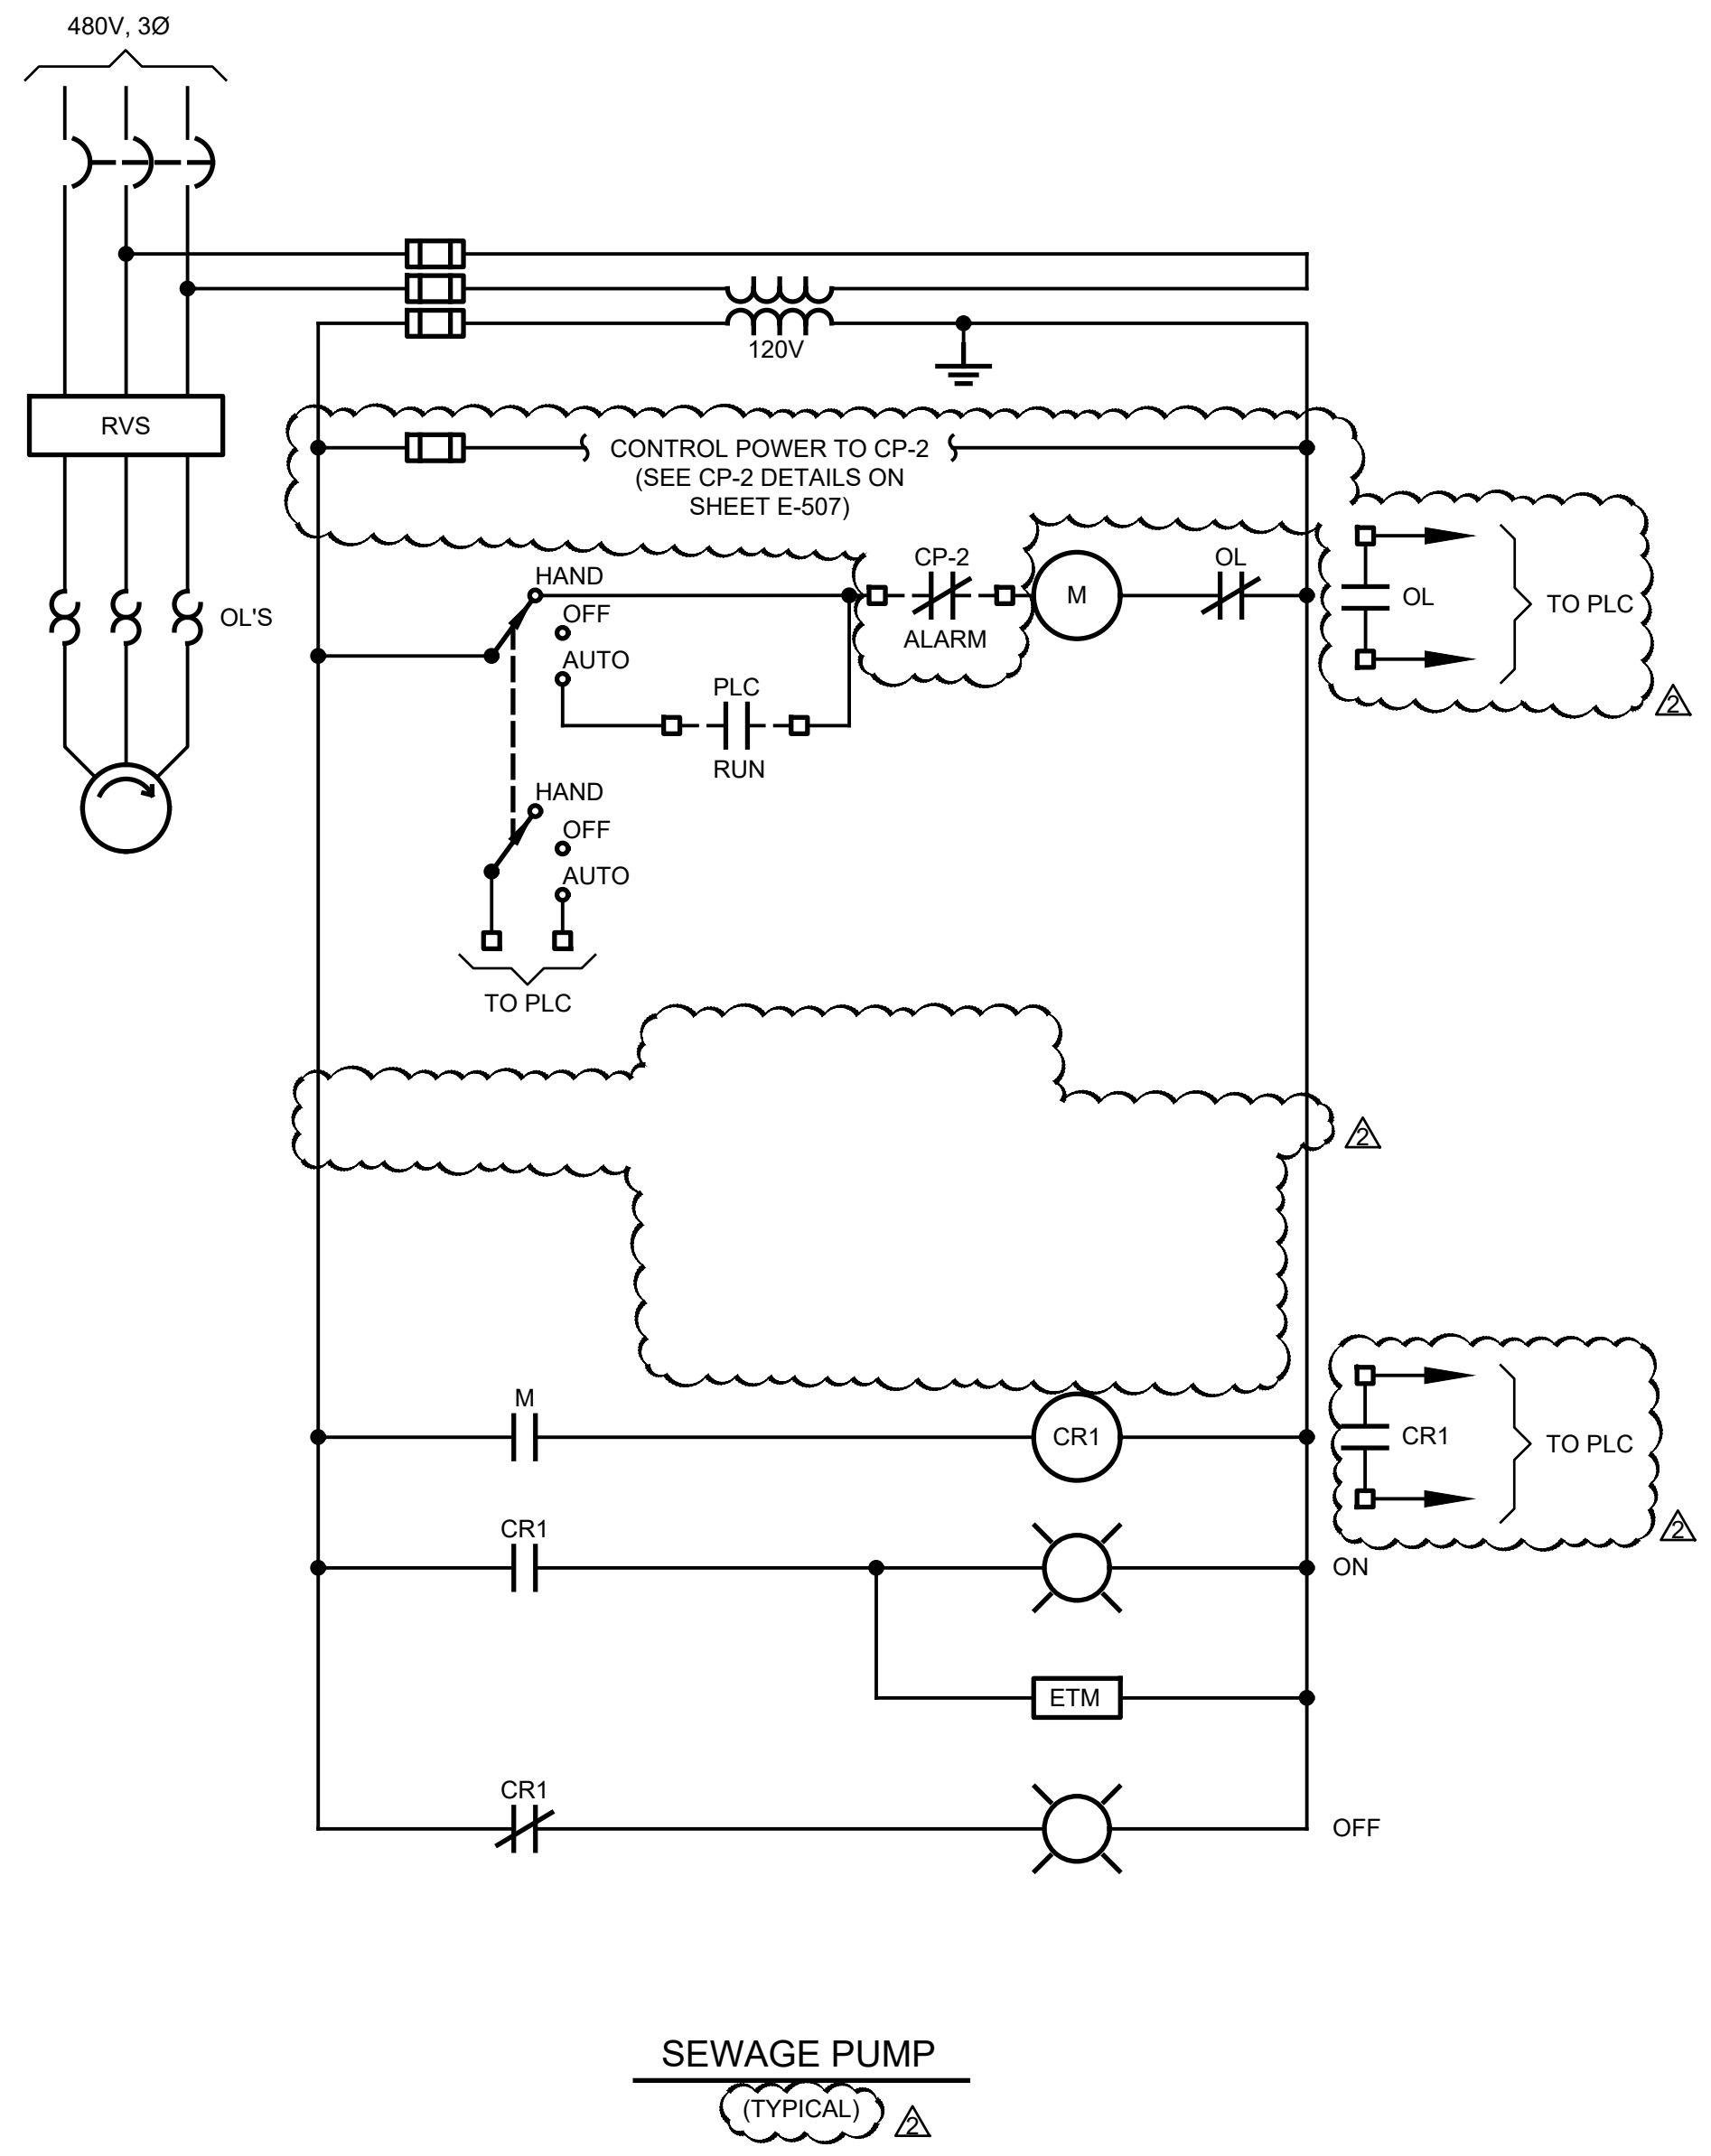 480V, 3Ø
120V
RVS
CONTROL POWER TO CP-2
(SEE CP-2 DETAILS ON
SHEET E-507)
CP-2
ALARM
M
OL
OL
TO PLC
2
OL'S
HAND
OFF
AUTO
PLC
RUN
HAND
OFF
AUTO
TO PLC
2
M
CR1
CR1
TO PLC
2
CR1
ON
ETM
CR1
OFF
SEWAGE PUMP
(TYPICAL)
2